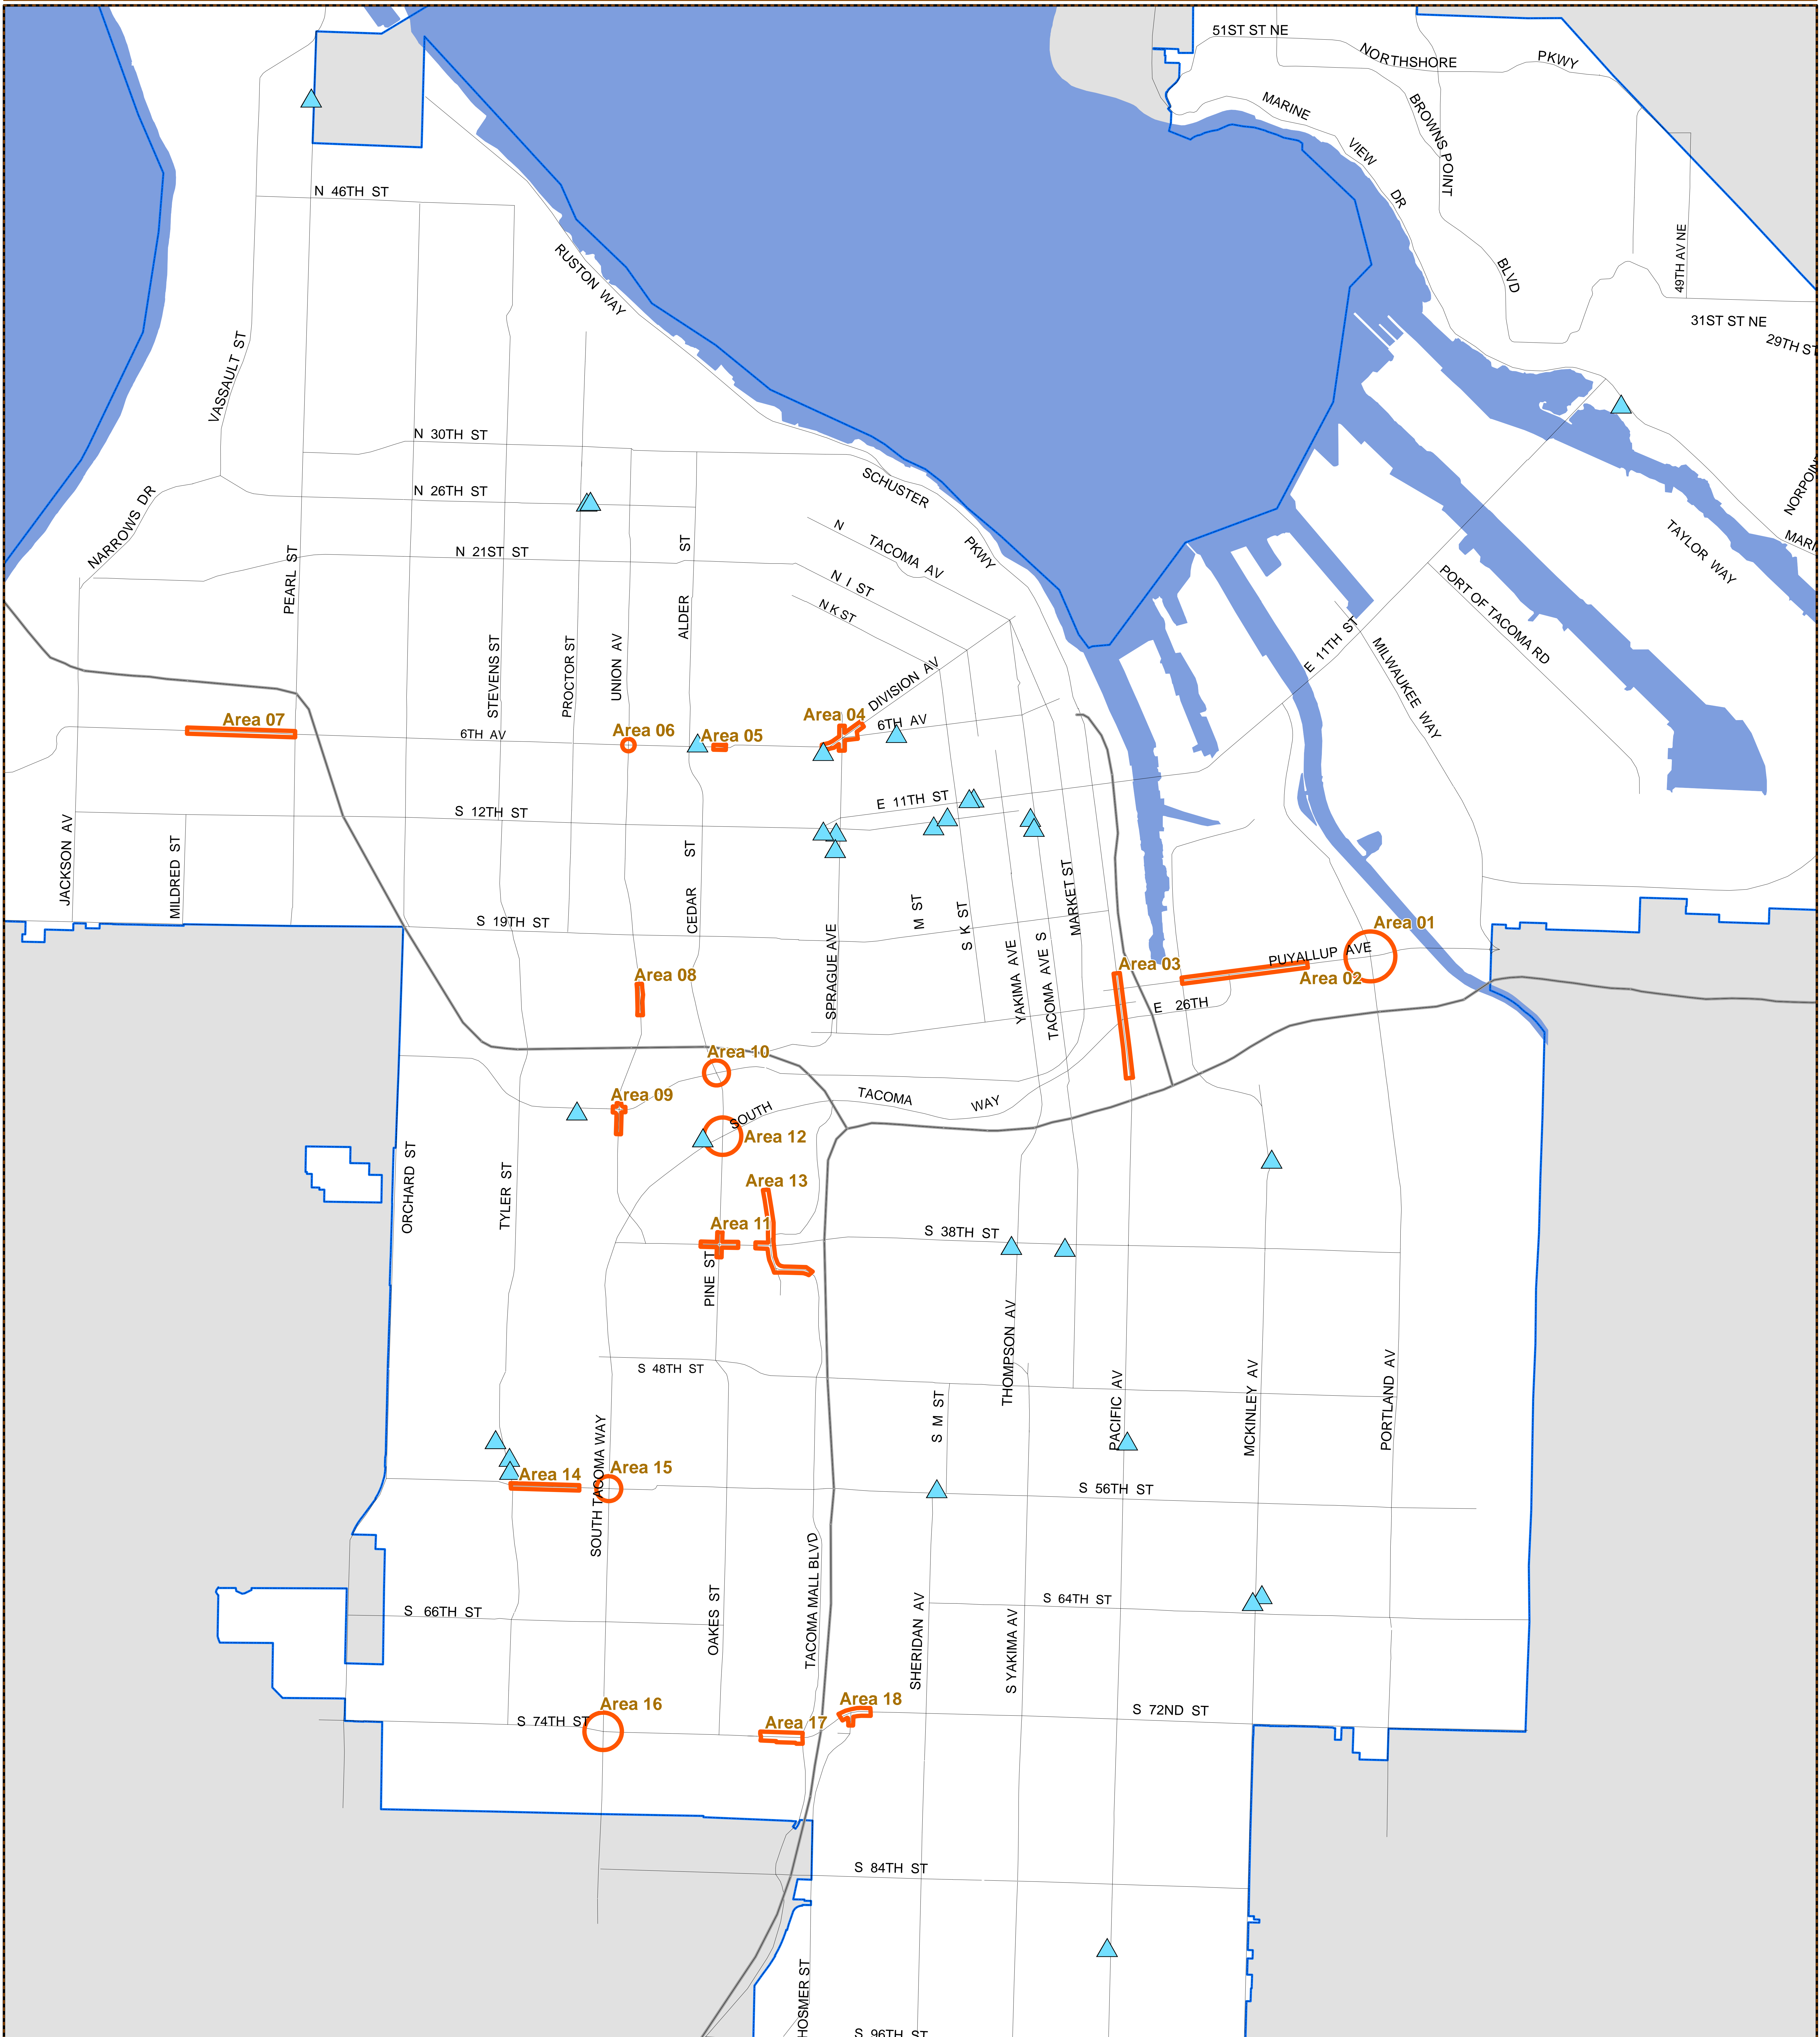 51ST ST NE
NORTHSHORE
PKWY
MARINE
VIEW
DR
BROWNS POINT
BLVD
49TH AV NE
31ST ST NE
29TH ST
N 46TH ST
RUSTON WAY
VASSAULT ST
N 30TH ST
N 26TH ST
NARROWS DR
N 21ST ST
PEARL ST
SCHUSTER
PKWY
N
TACOMA AV
N I ST
N K ST
DIVISION AV
ALDER
ST
STEVENS ST
PROCTOR ST
UNION AV
TAYLOR WAY
PORT OF TACOMA RD
E 11TH ST
MILWAUKEE WAY
Area 07
6TH AV
Area 06
Area 05
Area 04
6TH AV
S 12TH ST
E 11TH ST
JACKSON AV
MILDRED ST
CEDAR
ST
S 19TH ST
SPRAGUE AVE
M ST
S K ST
YAKIMA AVE
TACOMA AVE S
MARKET ST
Area 01
PUYALLUP AVE
Area 02
Area 03
E 26TH
Area 08
Area 10
Area 09
SOUTH
TACOMA
WAY
Area 12
ORCHARD ST
TYLER ST
Area 13
Area 11
PINE ST
S 38TH ST
S 48TH ST
THOMPSON AV
PACIFIC AV
MCKINLEY AV
PORTLAND AV
S M ST
SOUTH TACOMA WAY
Area 14
Area 15
S 56TH ST
TACOMA MALL BLVD
OAKES ST
SHERIDAN AV
S YAKIMA AV
S 64TH ST
S 66TH ST
Area 16
S 74TH ST
Area 17
Area 18
S 72ND ST
S 84TH ST
HOSMER ST
S 96TH ST